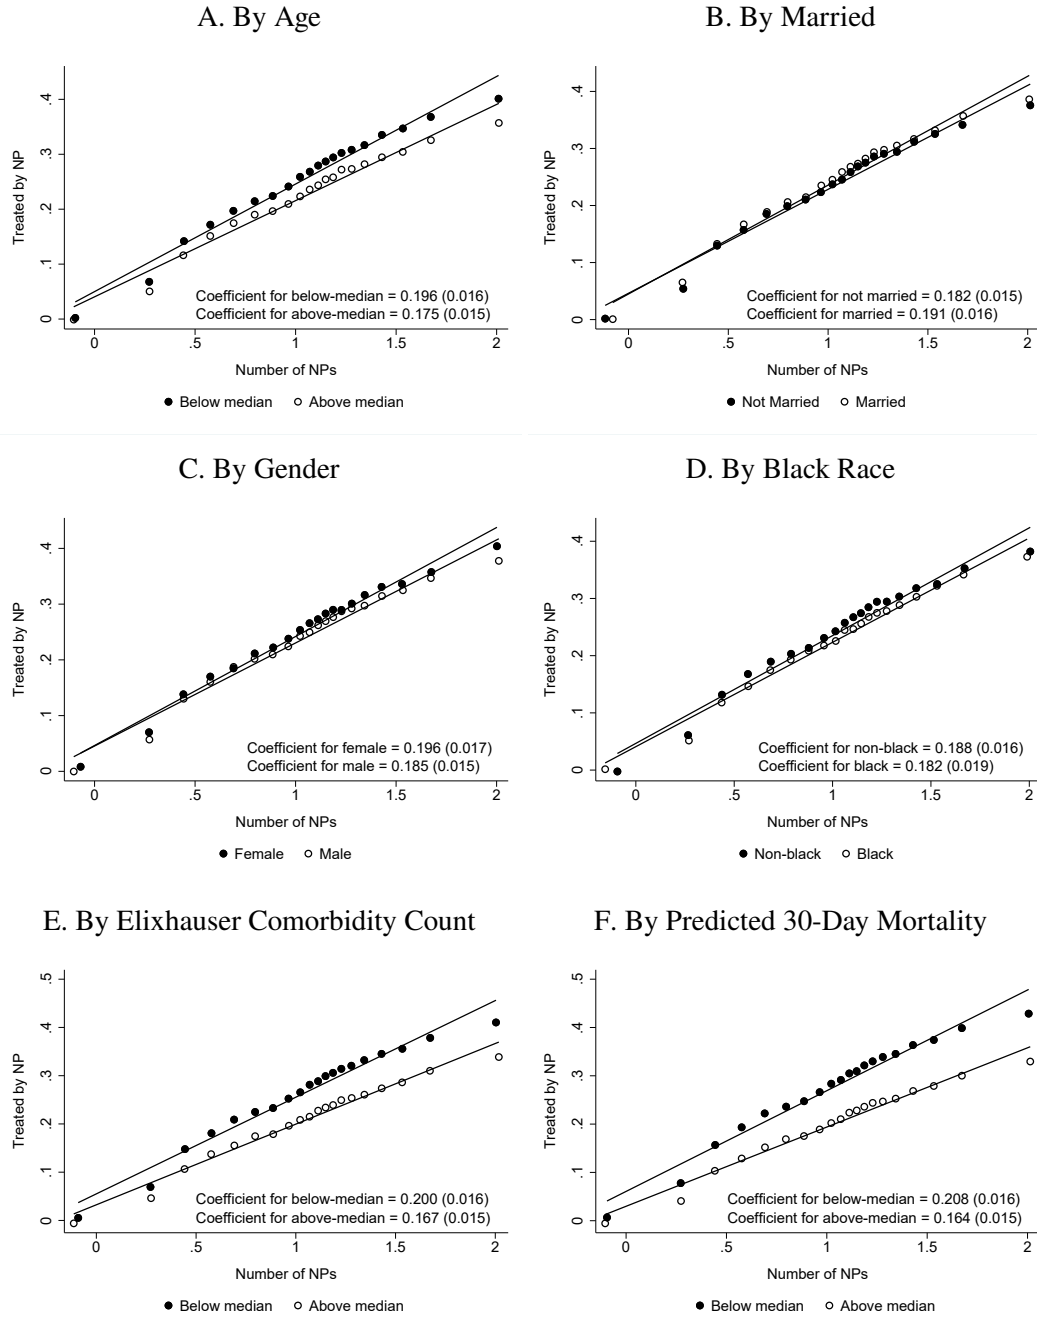 A. By Age
Treated by NP
.4
.3
.2
.1
0
Coefficient for below-median = 0.196 (0.016)
Coefficient for above-median = 0.175 (0.015)
0 .5 1 1.5 2
Number of NPs
Below median Above median
B. By Married
Treated by NP
.4
.3
.2
.1
0
Coefficient for not married = 0.182 (0.015)
Coefficient for married = 0.191 (0.016)
0 .5 1 1.5 2
Number of NPs
Not Married Married
C. By Gender
Treated by NP
.4
.3
.2
.1
0
Coefficient for female = 0.196 (0.017)
Coefficient for male = 0.185 (0.015)
0 .5 1 1.5 2
Number of NPs
Female Male
D. By Black Race
Treated by NP
.4
.3
.2
.1
0
Coefficient for non-black = 0.188 (0.016)
Coefficient for black = 0.182 (0.019)
0 .5 1 1.5 2
Number of NPs
Non-black Black
E. By Elixhauser Comorbidity Count
Treated by NP
.5
.4
.3
.2
.1
0
Coefficient for below-median = 0.200 (0.016)
Coefficient for above-median = 0.167 (0.015)
0 .5 1 1.5 2
Number of NPs
Below median Above median
F. By Predicted 30-Day Mortality
Treated by NP
.5
.4
.3
.2
.1
0
Coefficient for below-median = 0.208 (0.016)
Coefficient for above-median = 0.164 (0.015)
0 .5 1 1.5 2
Number of NPs
Below median Above median